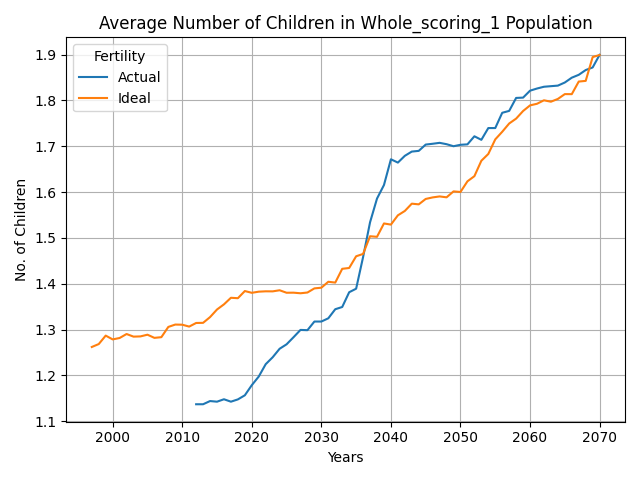 Average Number of Children in Whole_scoring_1 Population
Fertility
Actual
Ideal
No. of Children
1.9
1.8
1.7
1.6
1.5
1.4
1.3
1.2
1.1
2000 2010 2020 2030 2040 2050 2060 2070
Years